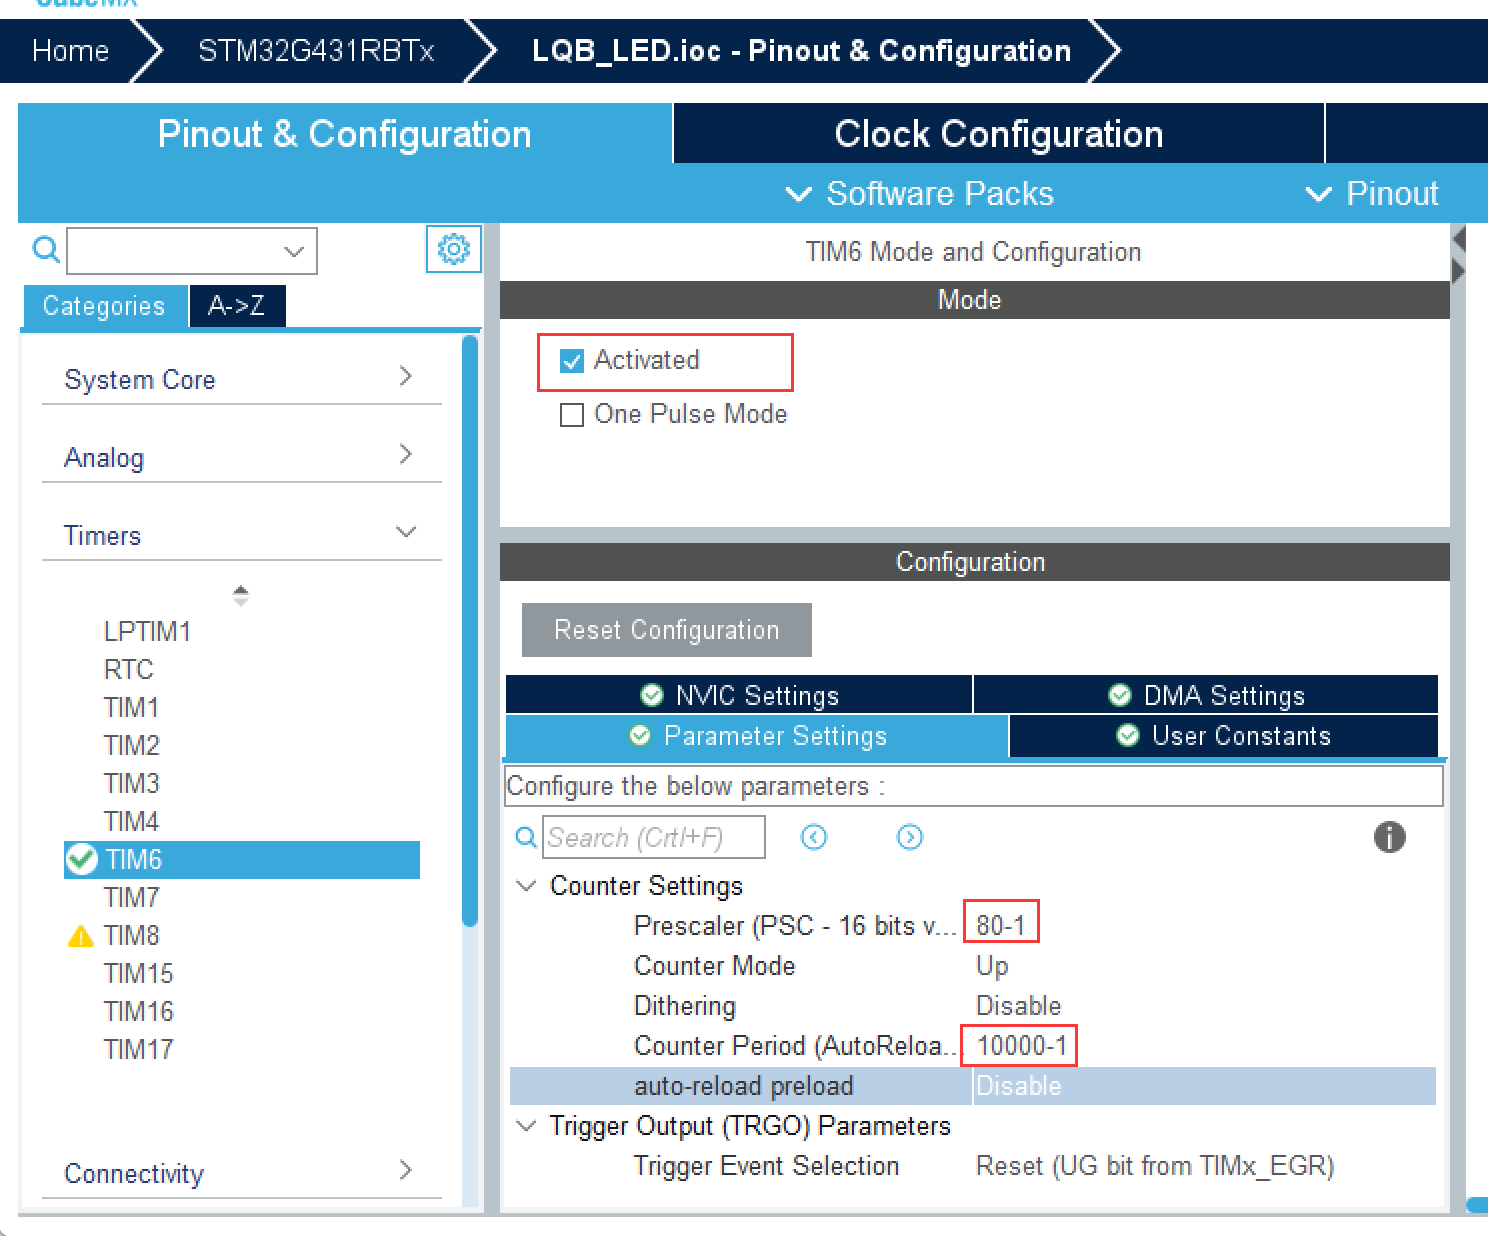 CubeMX
Home STM32G431RBTx LQB_LED.ioc - Pinout & Configuration
Pinout & Configuration Clock Configuration
Software Packs Pinout
TIM6 Mode and Configuration
Categories A->Z
Mode
Activated
One Pulse Mode
System Core
Analog
Timers
LPTIM1
RTC
TIM1
TIM2
TIM3
TIM4
TIM6
TIM7
TIM8
TIM15
TIM16
TIM17
Connectivity
Configuration
Reset Configuration
NVIC Settings DMA Settings
Parameter Settings User Constants
Configure the below parameters :
Search (Crtl+F)
Counter Settings
Prescaler (PSC - 16 bits v... 80-1
Counter Mode Up
Dithering Disable
Counter Period (AutoReloa... 10000-1
auto-reload preload Disable
Trigger Output (TRGO) Parameters
Trigger Event Selection Reset (UG bit from TIMx_EGR)